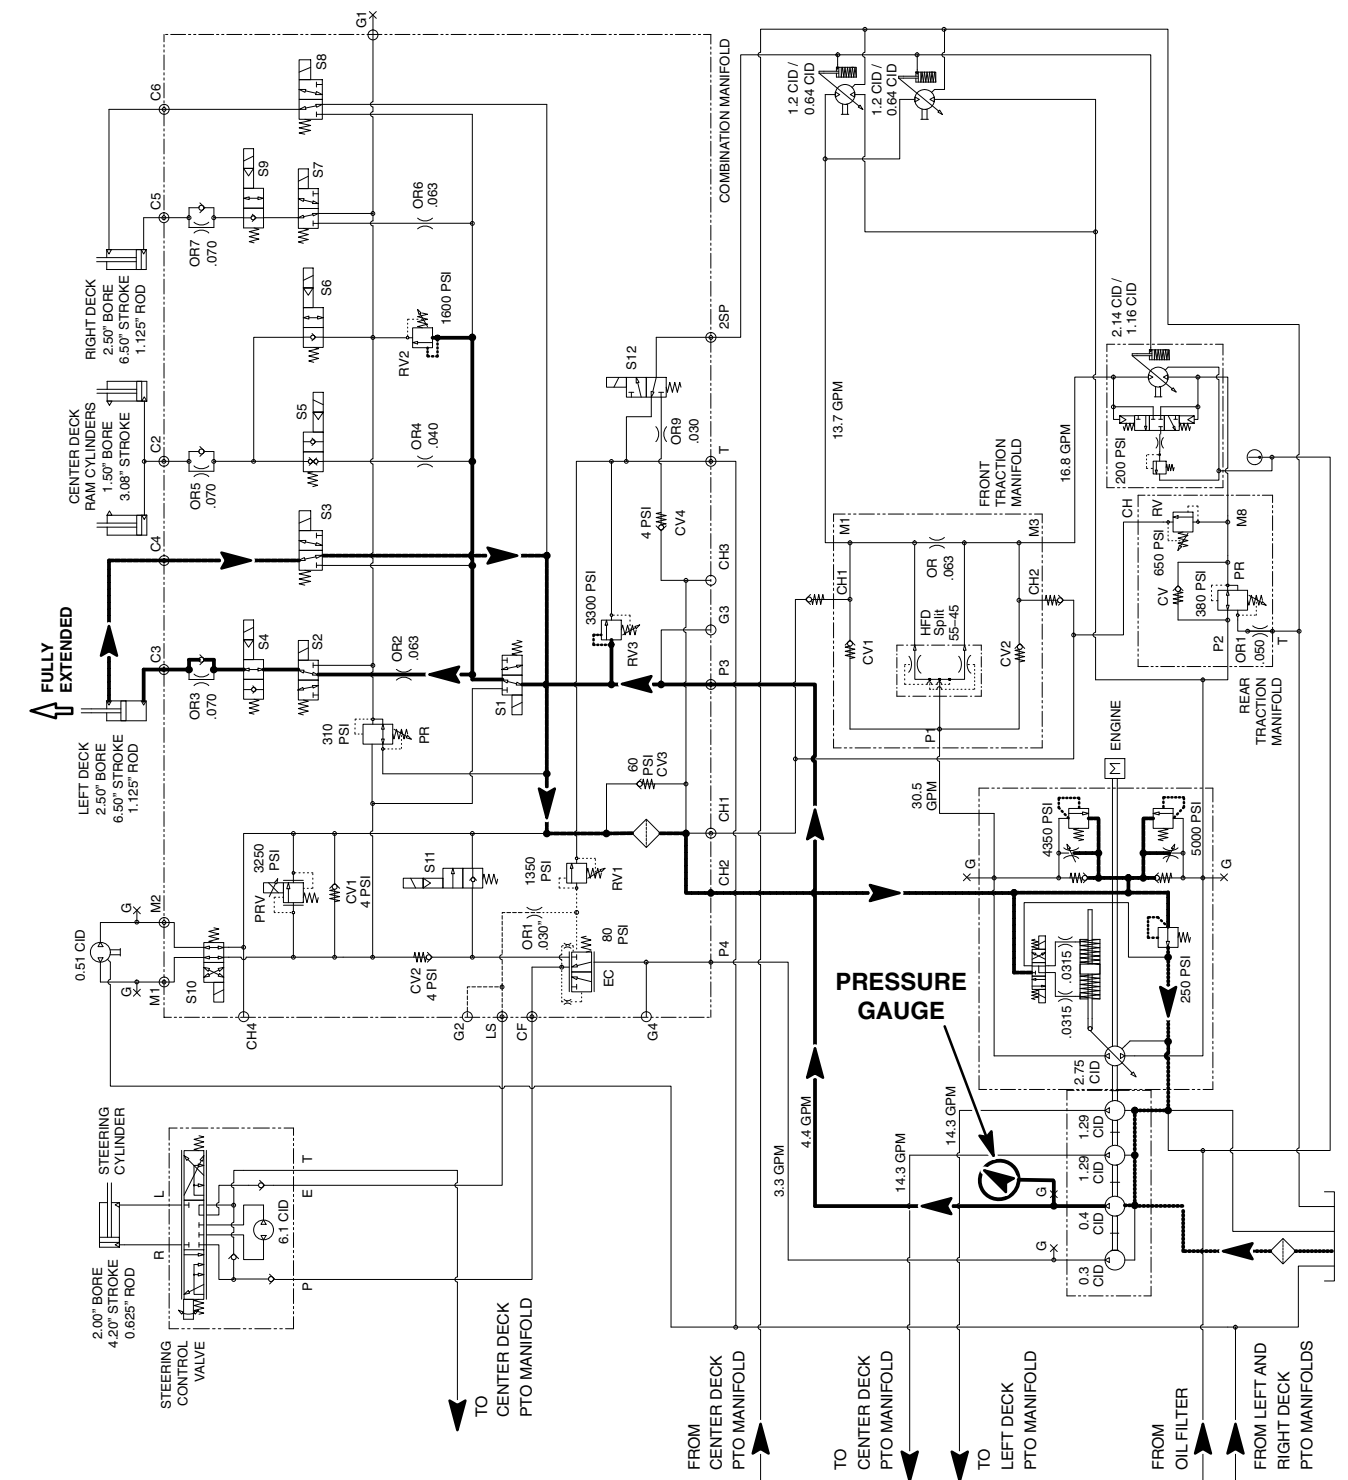 G1
S8
C6
S9
S7
C5
OR7
.070
OR6
.063
COMBINATION MANIFOLD
RIGHT DECK
2.50" BORE
6.50" STROKE
1.125" ROD
S6
1600 PSI
RV2
2SP
S12
CENTER DECK
RAM CYLINDERS
1.50" BORE
3.08" STROKE
C2
OR5
.070
S5
OR4
.040
OR9
.030
T
C4
S3
4 PSI
CV4
CH3
G3
3300 PSI
RV3
P3
FULLY
EXTENDED
C3
OR3
.070
S4
S2
OR2
.063
S1
LEFT DECK
2.50" BORE
6.50" STROKE
1.125" ROD
310
PSI
PR
60
PSI
CV3
CH1
CH2
3250
PSI
PRV
CV1
4 PSI
S11
1350
PSI
RV1
0.51 CID
G
G
M2
M1
S10
OR1
.030"
80
PSI
EC
CV2
4 PSI
P4
CH4
G2
LS
CF
G4
STEERING
CYLINDER
L
R
2.00" BORE
4.20" STROKE
0.625" ROD
6.1 CID
T
E
P
STEERING
CONTROL
VALVE
TO
CENTER DECK
PTO MANIFOLD
1.2 CID /
0.64 CID
1.2 CID /
0.64 CID
13.7 GPM
16.8 GPM
2.14 CID /
1.16 CID
200 PSI
FRONT
TRACTION
MANIFOLD
M1
M3
CH1
CH2
OR
.063
HFD
Split
55-45
CV1
CV2
P1
CH
RV
650 PSI
M8
CV
380 PSI
PR
P2
OR1
.050
T
REAR
TRACTION
MANIFOLD
30.5
GPM
M
ENGINE
4350 PSI
5000 PSI
G
G
.0315
.0315
250 PSI
2.75
CID
PRESSURE
GAUGE
3.3 GPM
4.4 GPM
14.3 GPM
14.3 GPM
G
G
1.29
CID
1.29
CID
0.4
CID
0.3
CID
FROM
CENTER DECK
PTO MANIFOLD
TO
CENTER DECK
PTO MANIFOLD
TO
LEFT DECK
PTO MANIFOLD
FROM
OIL FILTER
FROM LEFT AND
RIGHT DECK
PTO MANIFOLDS